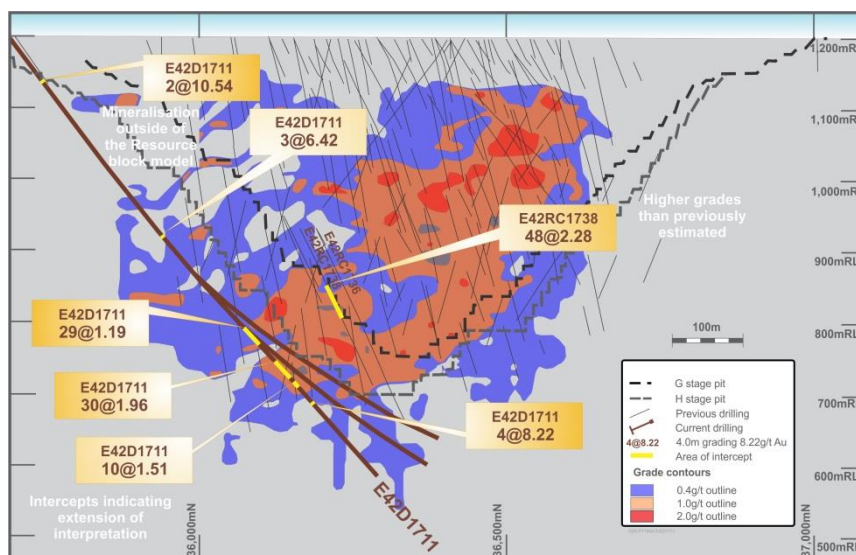 E42D1711
2@10.54
Mineralisation
outside of
the Resource
block model
E42D1711
3@6.42
1,200mRL
1,100mRL
1,000mRL
900mRL
800mRL
700mRL
600mRL
500mRL
Higher grades
than previously
estimated
E42RC1738
48@2.28
E42RC1736
E42RC1738
E42D1711
29@1.19
E42D1711
30@1.96
E42D1711
10@1.51
E42D1711
4@8.22
E42D1711
Intercepts indicating
extension of
interpretation
100m
G stage pit
H stage pit
Previous drilling
Current drilling
4@8.22 4.0m grading 8.22g/t Au
Area of intercept
Grade contours
0.4g/t outline
1.0g/t outline
2.0g/t outline
36,000mN
36,500mN
37,000mN